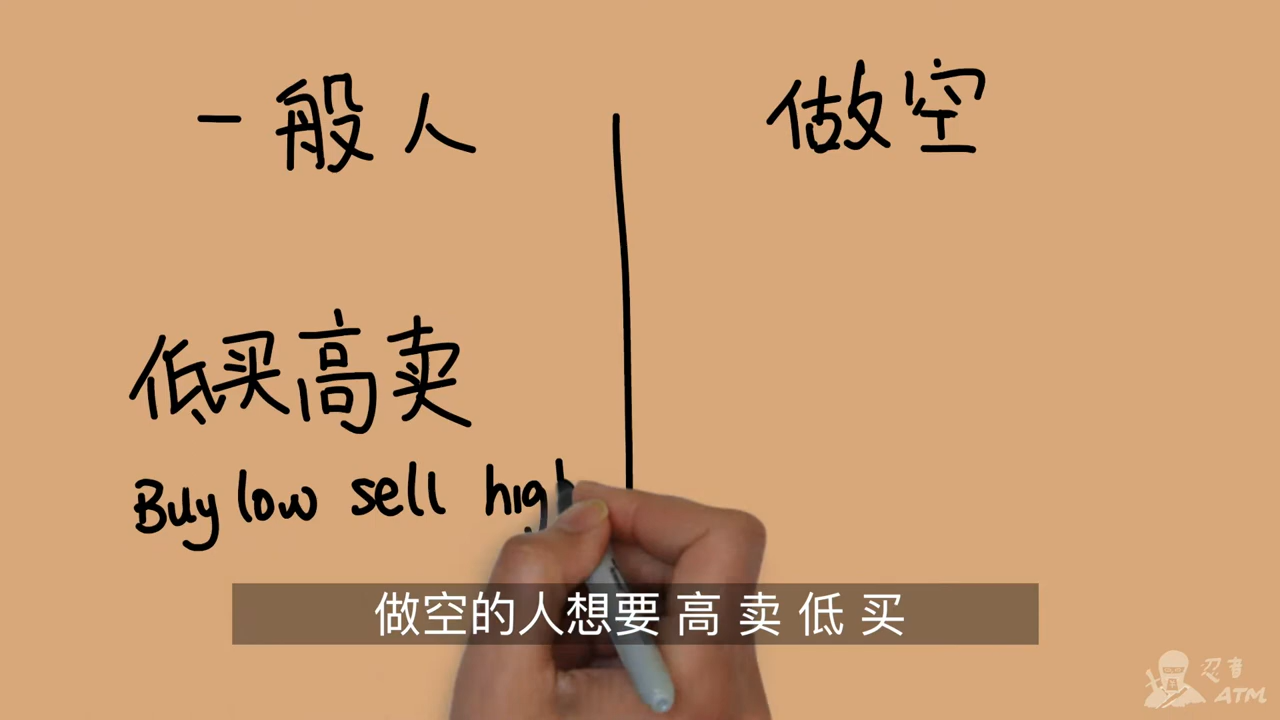 一般人
做空
低买高卖
Buy low sell high
做空的人想要 高 卖 低 买
忍者
ATM